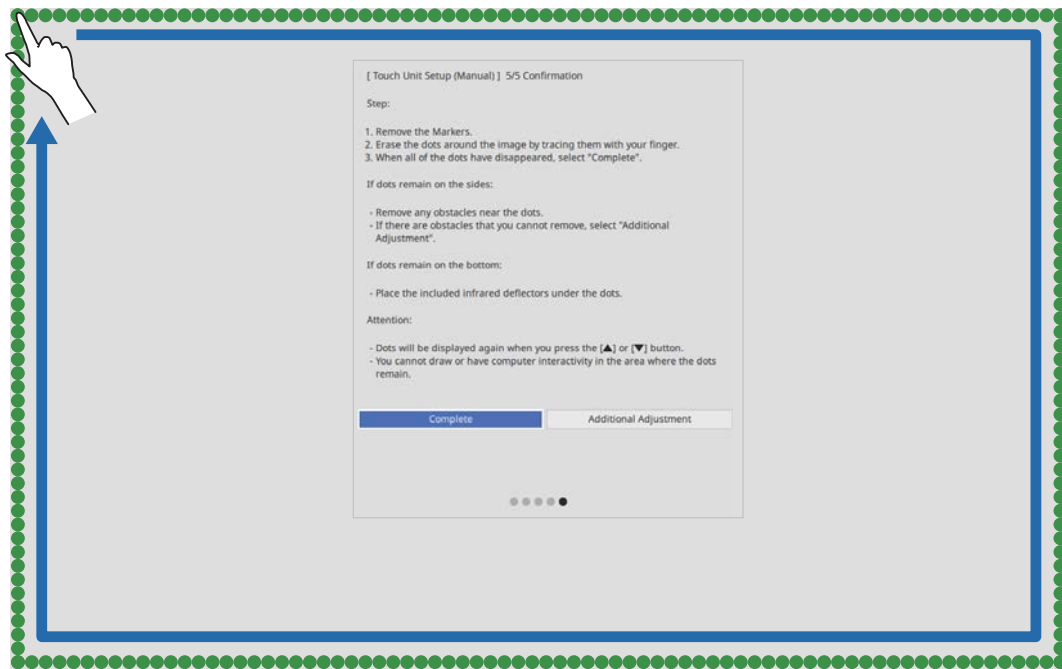 [ Touch Unit Setup (Manual) ] 5/5 Confirmation
Step:
1. Remove the Markers.
2. Erase the dots around the image by tracing them with your finger.
3. When all of the dots have disappeared, select "Complete".
If dots remain on the sides:
- Remove any obstacles near the dots.
- If there are obstacles that you cannot remove, select "Additional
Adjustment".
If dots remain on the bottom:
- Place the included infrared deflectors under the dots.
Attention:
- Dots will be displayed again when you press the [▲] or [▼] button.
- You cannot draw or have computer interactivity in the area where the dots
remain.
Complete
Additional Adjustment